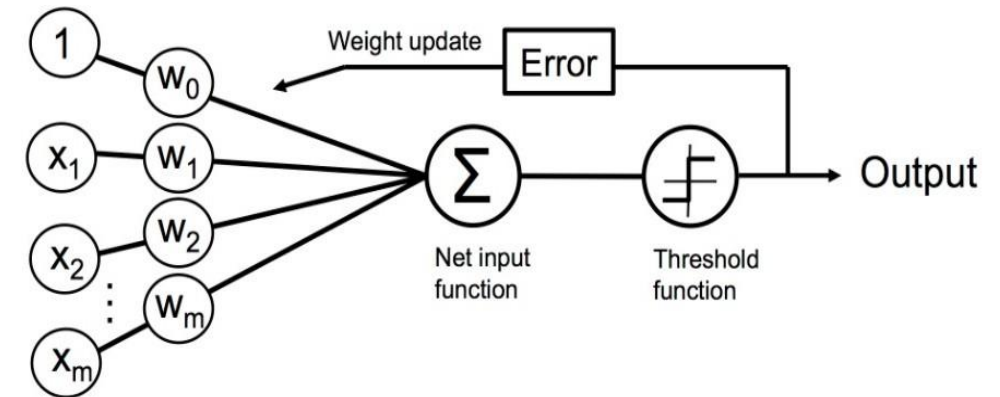 1
w₀
Weight update
Error
x₁
w₁
Σ
Output
x₂
w₂
Net input
function
Threshold
function
⋮
wₘ
xₘ